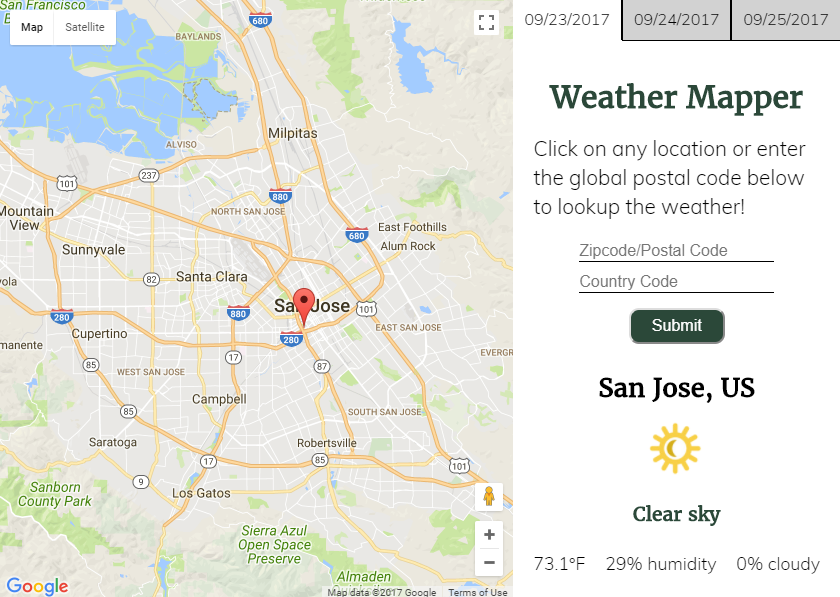 San Francisco
Map
Satellite
680
BAYLANDS
Milpitas
ALVISO
237
101
880
NORTH SAN JOSE
Mountain
View
680
East Foothills
Alum Rock
Sunnyvale
82
Santa Clara
San Jose
101
280
880
EAST SAN JOSE
Cupertino
280
manente
EVERGR
85
17
87
WEST SAN JOSE
Campbell
85
SOUTH SAN JOSE
Saratoga
Robertsville
17
85
101
9
Sanborn
County Park
Los Gatos
Sierra Azul
Open Space
Preserve
Almaden
Google
Map data ©2017 Google
Terms of Use
09/23/2017
09/24/2017
09/25/2017
Weather Mapper
Click on any location or enter
the global postal code below
to lookup the weather!
Zipcode/Postal Code
Country Code
Submit
San Jose, US
Clear sky
73.1°F 29% humidity 0% cloudy